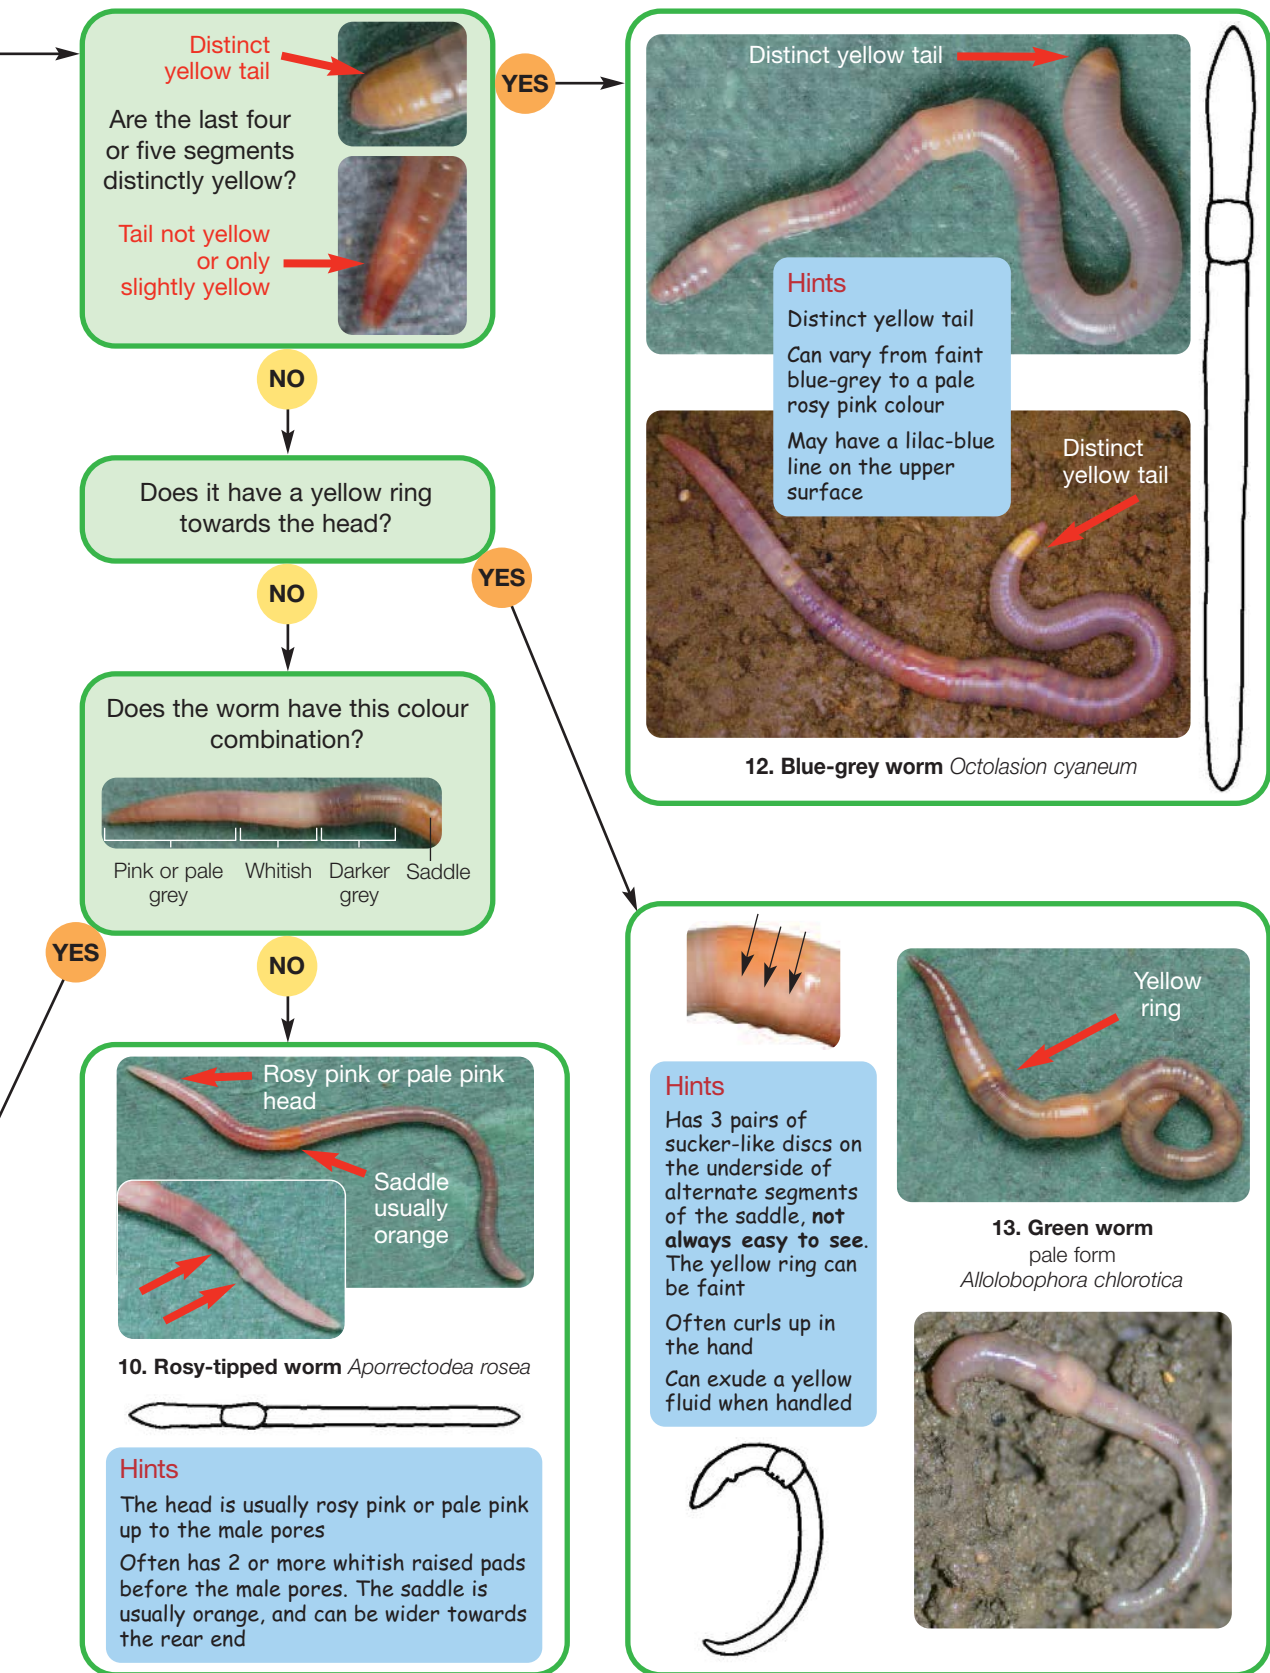 Distinct
yellow tail
Are the last four
or five segments
distinctly yellow?
Tail not yellow
or only
slightly yellow
YES
NO
Does it have a yellow ring
towards the head?
YES
NO
Does the worm have this colour
combination?
Pink or pale
grey
Whitish
Darker
grey
Saddle
YES
NO
Rosy pink or pale pink
head
Saddle
usually
orange
10. Rosy-tipped worm Aporrectodea rosea
Hints
The head is usually rosy pink or pale pink
up to the male pores
Often has 2 or more whitish raised pads
before the male pores. The saddle is
usually orange, and can be wider towards
the rear end
Distinct yellow tail
Hints
Distinct yellow tail
Can vary from faint
blue-grey to a pale
rosy pink colour
May have a lilac-blue
line on the upper
surface
Distinct
yellow tail
12. Blue-grey worm Octolasion cyaneum
Hints
Has 3 pairs of
sucker-like discs on
the underside of
alternate segments
of the saddle, not
always easy to see.
The yellow ring can
be faint
Often curls up in
the hand
Can exude a yellow
fluid when handled
Yellow
ring
13. Green worm
pale form
Allolobophora chlorotica